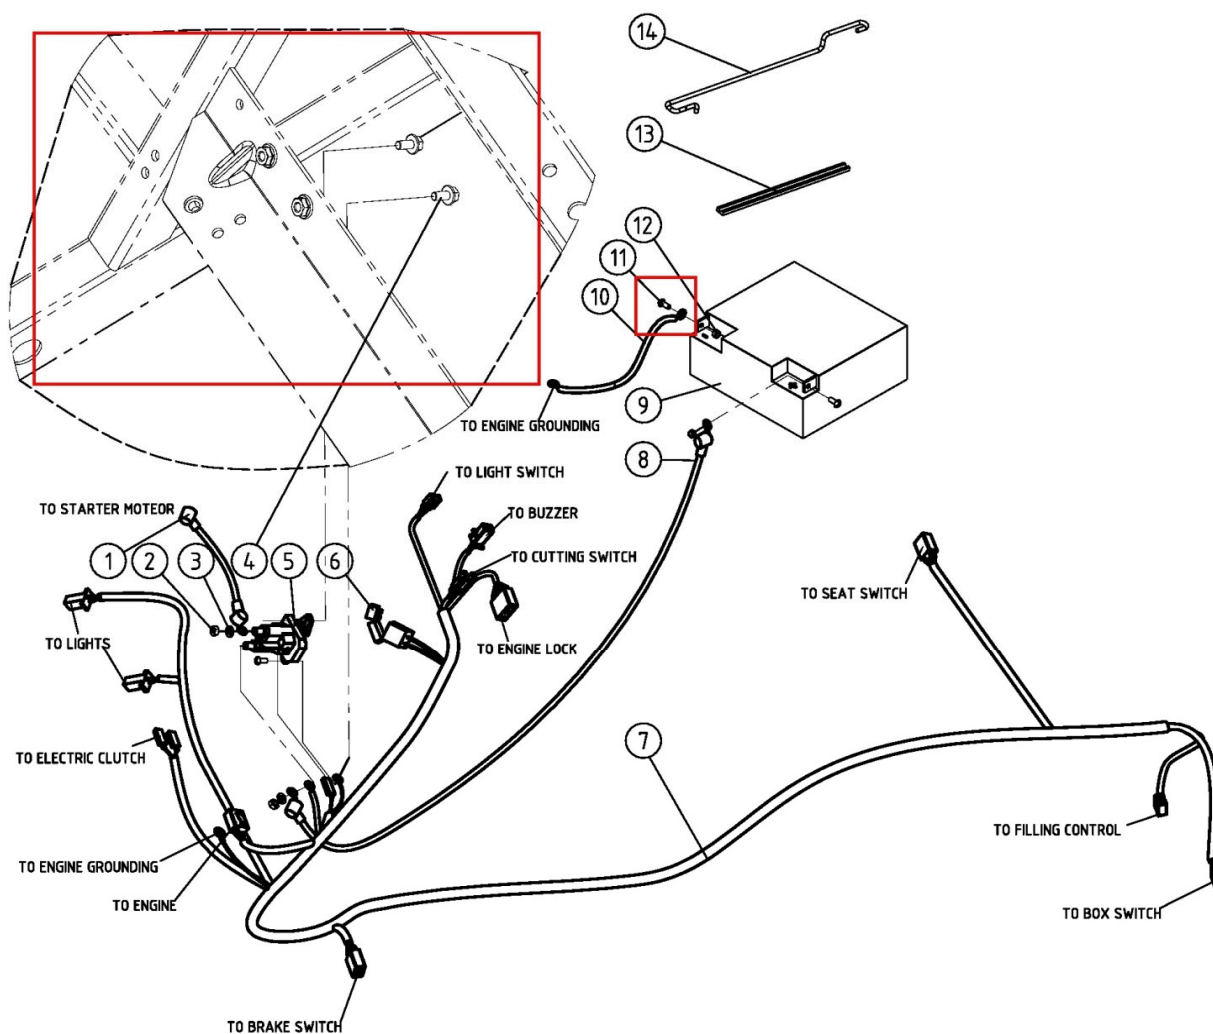 14
13
12
11
10
9
TO ENGINE GROUNDING
8
TO LIGHT SWITCH
TO STARTER MOTEOR
TO BUZZER
1 2 3 4 5 6
TO CUTTING SWITCH
TO SEAT SWITCH
TO LIGHTS
TO ENGINE LOCK
7
TO ELECTRIC CLUTCH
TO FILLING CONTROL
TO ENGINE GROUNDING
TO ENGINE
TO BOX SWITCH
TO BRAKE SWITCH